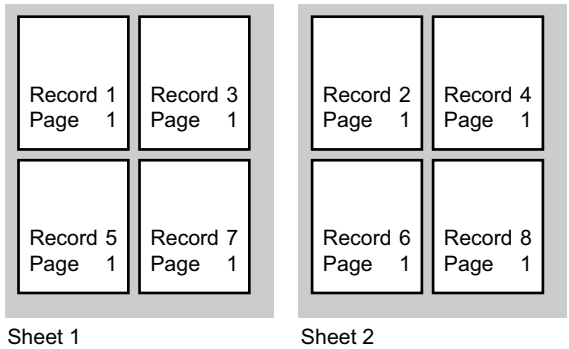 Record 1
Page 1
Record 3
Page 1
Record 5
Page 1
Record 7
Page 1
Sheet 1
Record 2
Page 1
Record 4
Page 1
Record 6
Page 1
Record 8
Page 1
Sheet 2